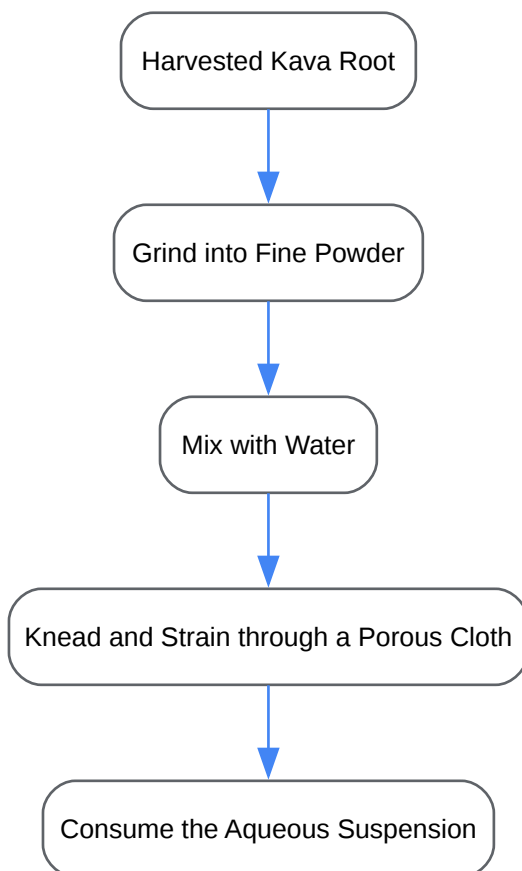 Harvested Kava Root
Grind into Fine Powder
Mix with Water
Knead and Strain through a Porous Cloth
Consume the Aqueous Suspension